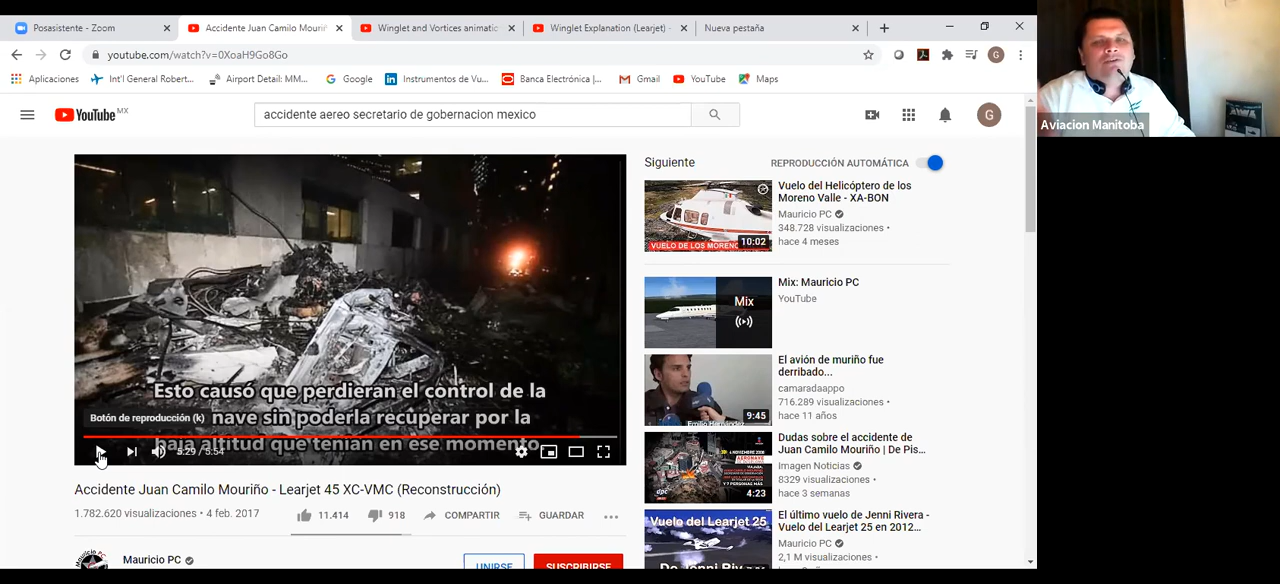 Posasistente - Zoom
Accidente Juan Camilo Mouriñ
Winglet and Vortices animatic
Winglet Explanation (Learjet) -
Nueva pestaña
youtube.com/watch?v=0XoaH9Go8Go
G
Aplicaciones
Int'l General Robert...
Airport Detail: MM...
Google
Instrumentos de Vu...
Banca Electrónica |...
Gmail
YouTube
Maps
YouTube MX
accidente aereo secretario de gobernacion mexico
G
Aviacion Manitoba
Esto causó que perdieran el control de la
nave sin poderla recuperar por la
baja altitud que tenían en ese momento
Botón de reproducción (k)
5:29 / 5:54
Accidente Juan Camilo Mouriño - Learjet 45 XC-VMC (Reconstrucción)
1.782.620 visualizaciones • 4 feb. 2017
11.414
918
COMPARTIR
GUARDAR
Mauricio PC
UNIRSE
SUSCRIBIRSE
Siguiente
REPRODUCCIÓN AUTOMÁTICA
VUELO DE LOS MORENO
10:02
Vuelo del Helicóptero de los
Moreno Valle - XA-BON
Mauricio PC
348.728 visualizaciones •
hace 4 meses
Mix
Mix: Mauricio PC
YouTube
9:45
El avión de muriño fue
derribado...
camaradaappo
716.289 visualizaciones •
hace 11 años
4:23
Dudas sobre el accidente de
Juan Camilo Mouriño | De Pis...
Imagen Noticias
8329 visualizaciones •
hace 3 semanas
Vuelo del Learjet 25
El último vuelo de Jenni Rivera -
Vuelo del Learjet 25 en 2012...
Mauricio PC
2,1 M visualizaciones •